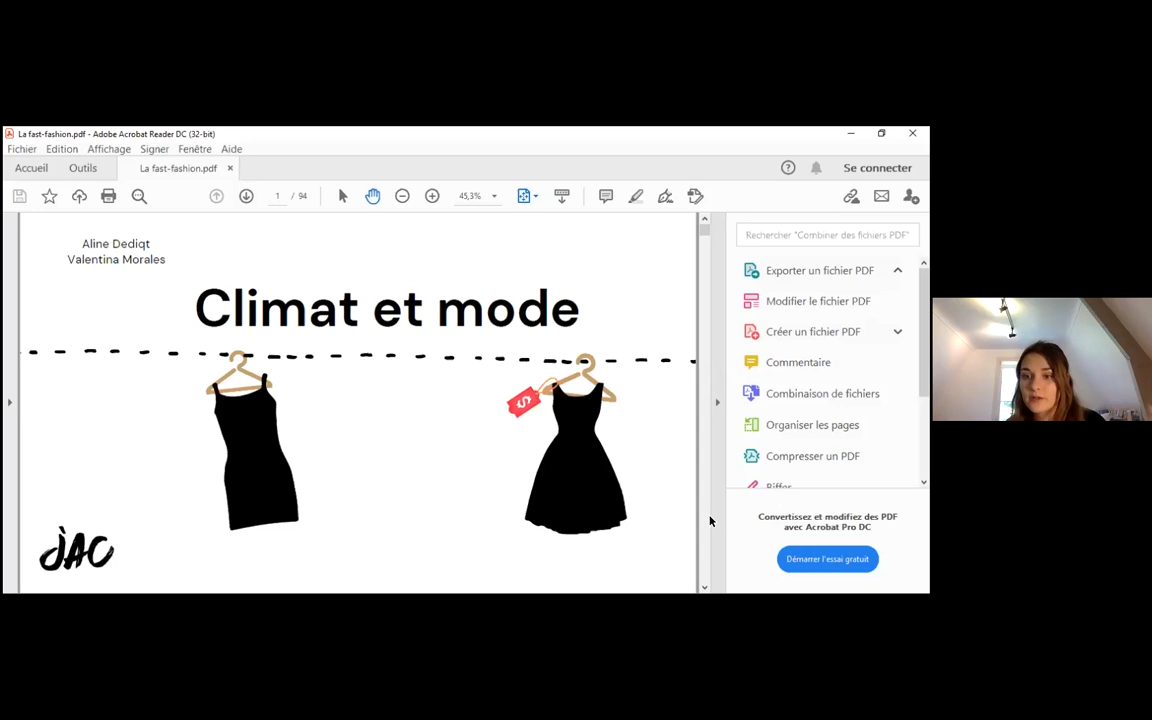 La fast-fashion.pdf - Adobe Acrobat Reader DC (32-bit)
Fichier Edition Affichage Signer Fenêtre Aide
Accueil Outils La fast-fashion.pdf × Se connecter
1 / 94 45,3%
Aline Dediqt
Valentina Morales
Climat et mode
$
JAC
Rechercher "Combiner des fichiers PDF"
Exporter un fichier PDF
Modifier le fichier PDF
Créer un fichier PDF
Commentaire
Combinaison de fichiers
Organiser les pages
Compresser un PDF
Biffer
Convertissez et modifiez des PDF
avec Acrobat Pro DC
Démarrer l'essai gratuit